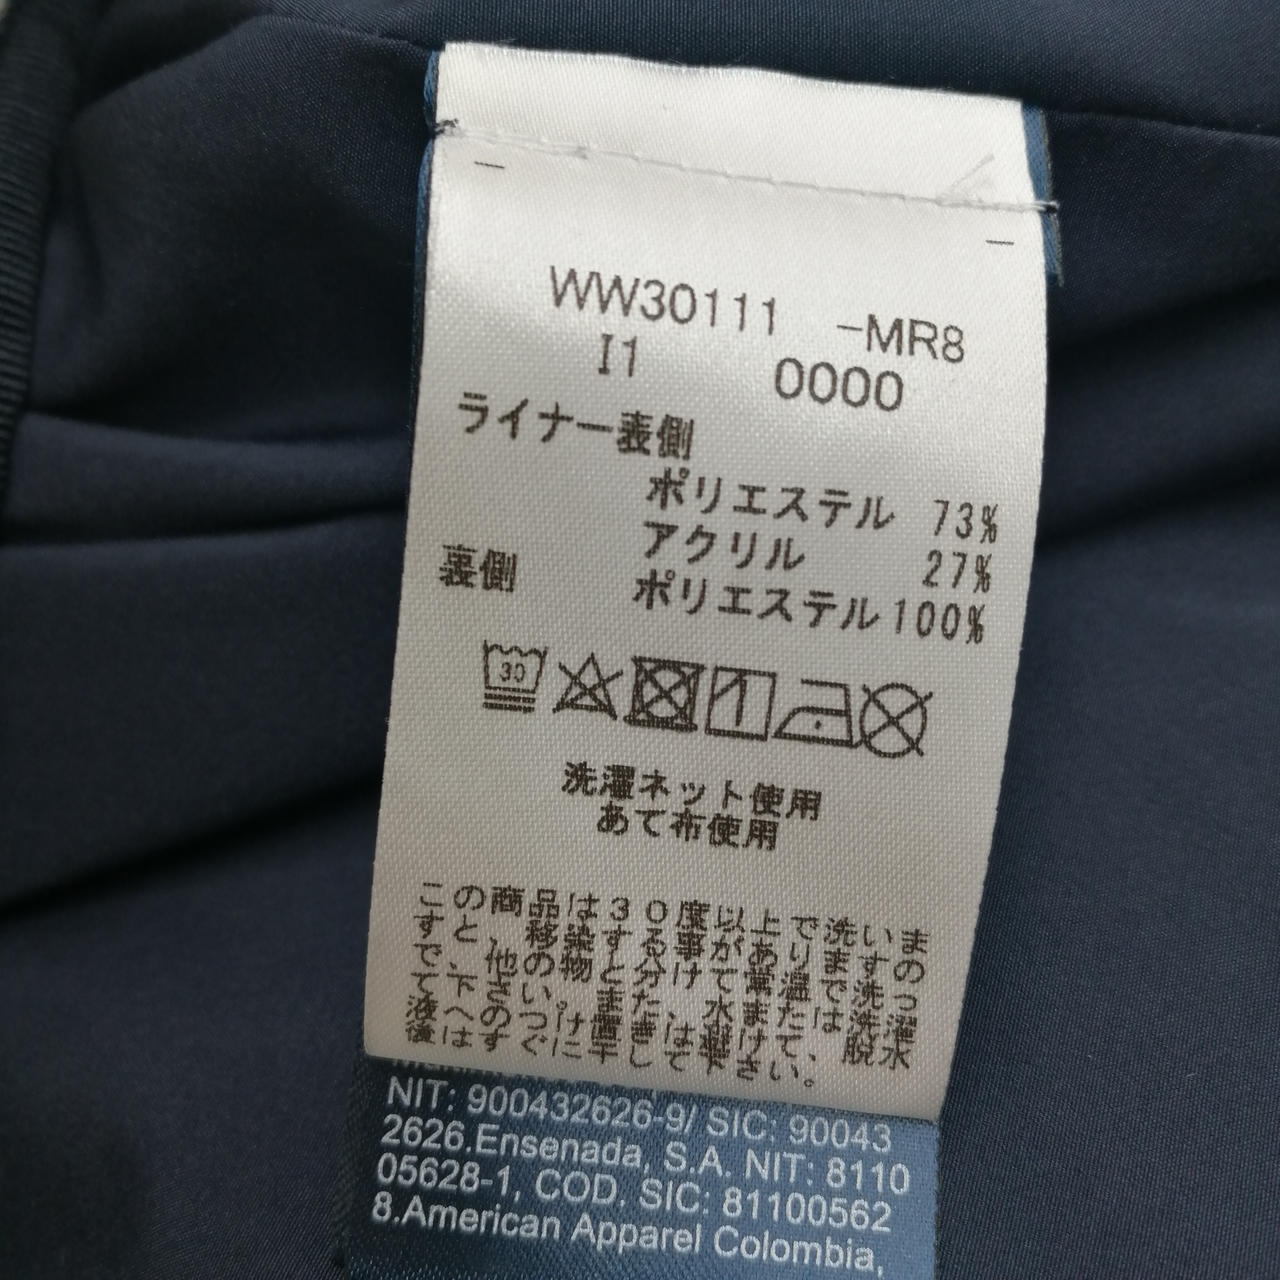 WW30111 -MR8
I1 0000
ライナー表側
ポリエステル 73%
アクリル 27%
裏側 ポリエステル100%
30
洗濯ネット使用
あて布使用
この商品は30度以上で洗いま
すと、移染する事がありますの
で、他の物と分けて常温で洗っ
て下さい。また、水または洗濯
液へのつけ置きは避けて、脱水
後はすぐに干して下さい。
NIT: 900432626-9/ SIC: 90043
2626.Ensenada, S.A. NIT: 8110
05628-1, COD. SIC: 81100562
8.American Apparel Colombia,